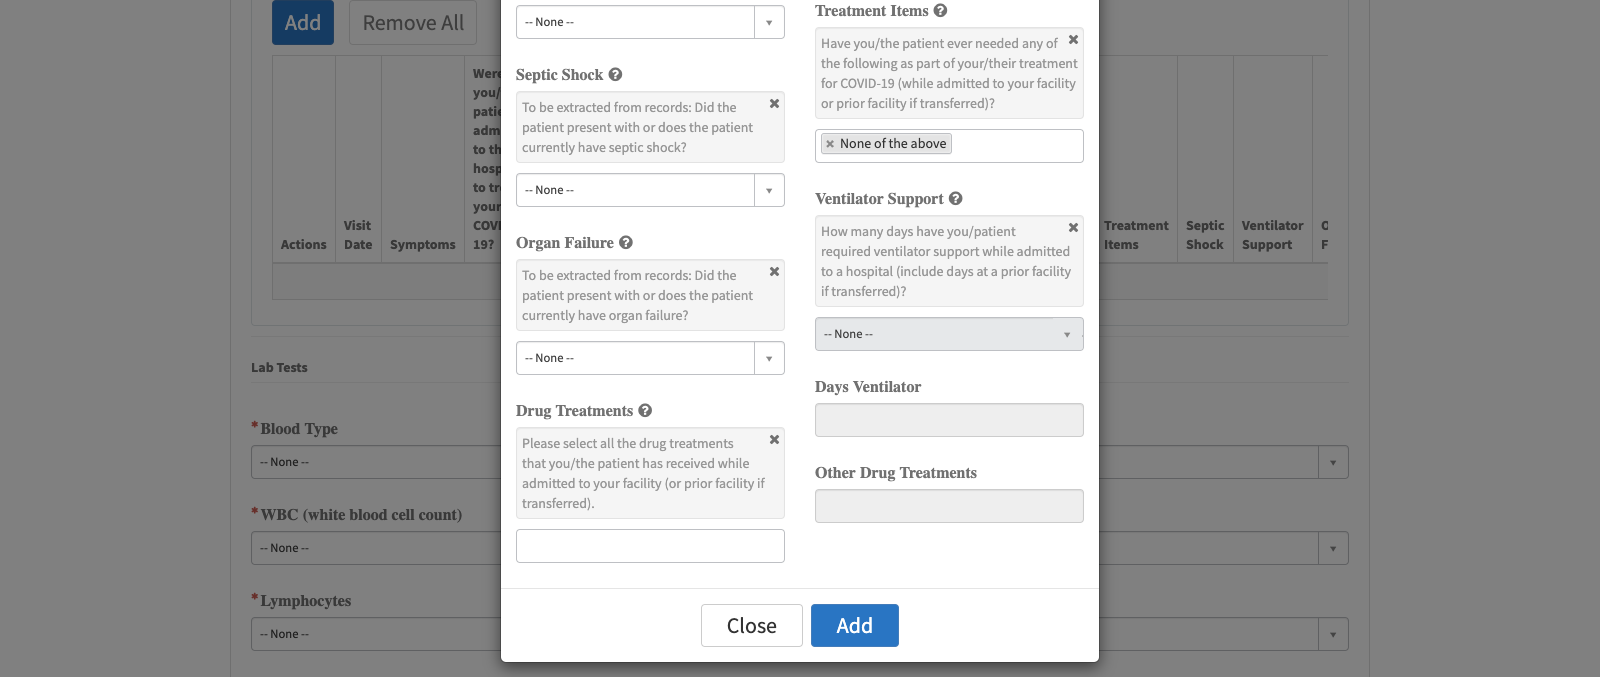 Add
Remove All
Actions
Visit
Date
Symptoms
Were
you/
patie
adm
to th
hosp
to tr
your
COVI
19?
Treatment
Items
Septic
Shock
Ventilator
Support
O
F
Lab Tests
*Blood Type
-- None --
*WBC (white blood cell count)
-- None --
*Lymphocytes
-- None --
-- None --
Septic Shock
To be extracted from records: Did the
patient present with or does the patient
currently have septic shock?
-- None --
Organ Failure
To be extracted from records: Did the
patient present with or does the patient
currently have organ failure?
-- None --
Drug Treatments
Please select all the drug treatments
that you/the patient has received while
admitted to your facility (or prior facility if
transferred).
Treatment Items
Have you/the patient ever needed any of
the following as part of your/their treatment
for COVID-19 (while admitted to your facility
or prior facility if transferred)?
None of the above
Ventilator Support
How many days have you/patient
required ventilator support while admitted
to a hospital (include days at a prior facility
if transferred)?
-- None --
Days Ventilator
Other Drug Treatments
Close
Add